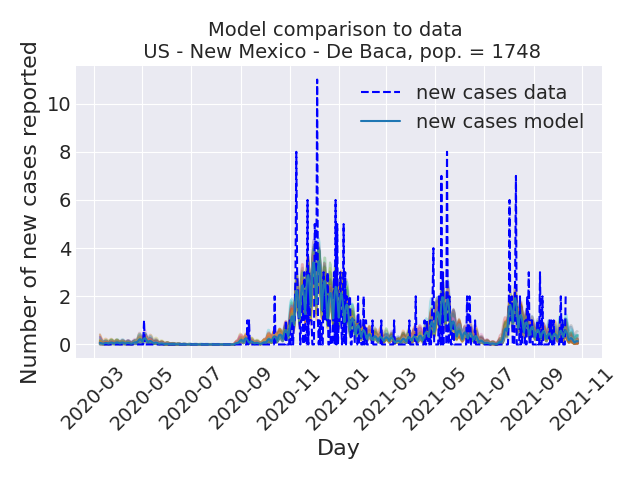 Model comparison to data
US - New Mexico - De Baca, pop. = 1748
Number of new cases reported
10
8
6
4
2
0
new cases data
new cases model
2020-03
2020-05
2020-07
2020-09
2020-11
2021-01
2021-03
2021-05
2021-07
2021-09
2021-11
Day